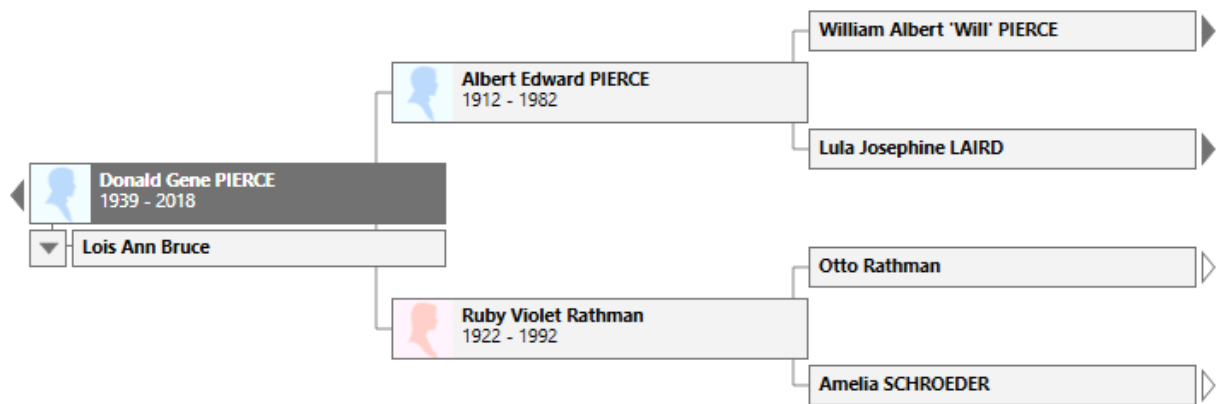 William Albert 'Will' PIERCE
Albert Edward PIERCE
1912 - 1982
Lula Josephine LAIRD
Donald Gene PIERCE
1939 - 2018
Lois Ann Bruce
Otto Rathman
Ruby Violet Rathman
1922 - 1992
Amelia SCHROEDER